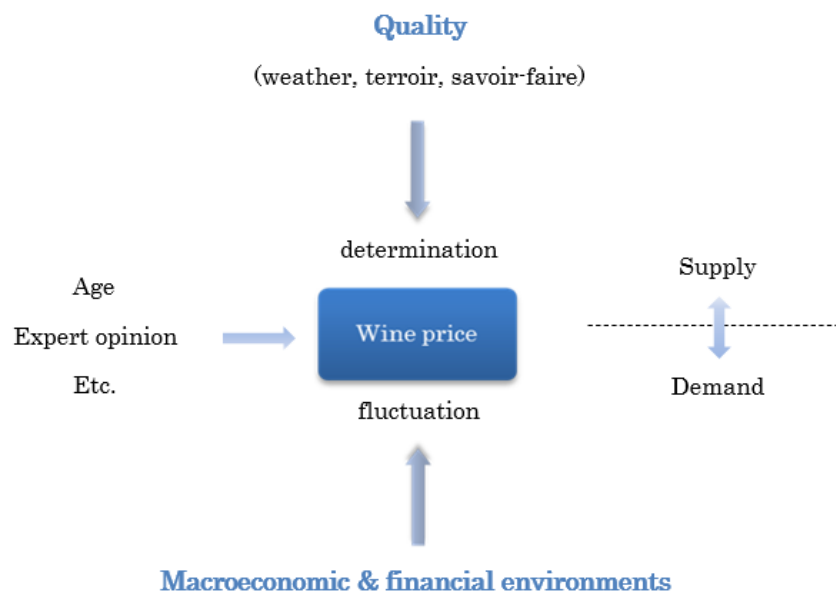 Quality
(weather, terroir, savoir-faire)
determination
Supply
Age
Expert opinion
Wine price
Etc.
Demand
fluctuation
Macroeconomic & financial environments